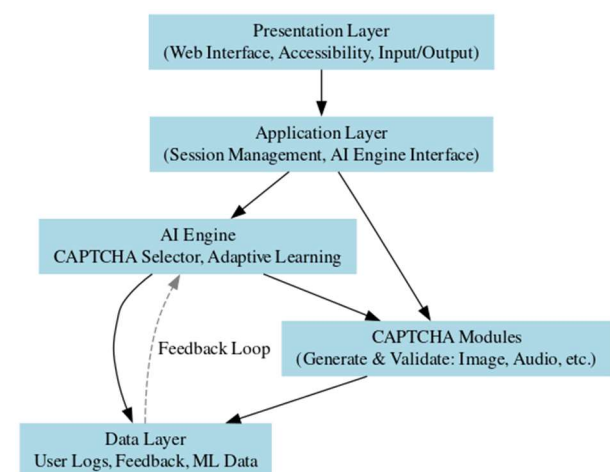 Presentation Layer
(Web Interface, Accessibility, Input/Output)
Application Layer
(Session Management, AI Engine Interface)
AI Engine
CAPTCHA Selector, Adaptive Learning
CAPTCHA Modules
(Generate & Validate: Image, Audio, etc.)
Feedback Loop
Data Layer
User Logs, Feedback, ML Data